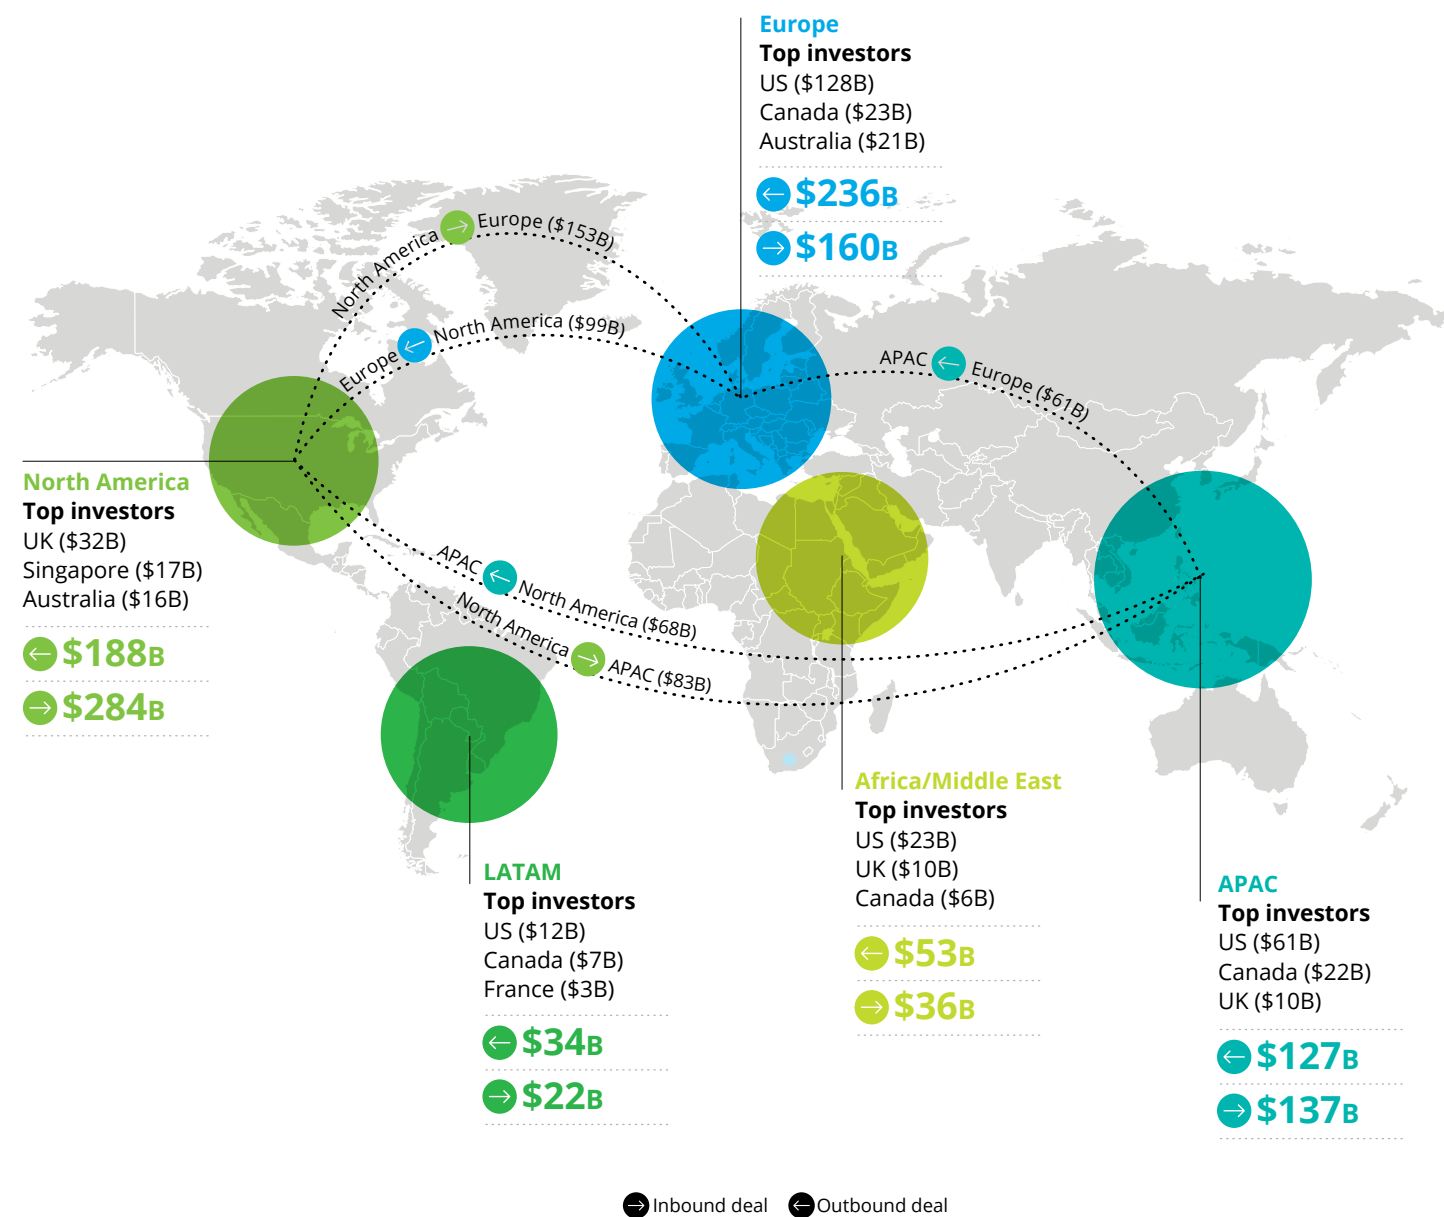 Europe
Top investors
US ($128B)
Canada ($23B)
Australia ($21B)
$236B
$160B
North America Europe ($153B)
Europe North America ($99B)
APAC Europe ($61B)
North America
Top investors
UK ($32B)
Singapore ($17B)
Australia ($16B)
$188B
$284B
APAC North America ($68B)
North America APAC ($83B)
Africa/Middle East
Top investors
US ($23B)
UK ($10B)
Canada ($6B)
$53B
$36B
LATAM
Top investors
US ($12B)
Canada ($7B)
France ($3B)
$34B
$22B
APAC
Top investors
US ($61B)
Canada ($22B)
UK ($10B)
$127B
$137B
Inbound deal Outbound deal